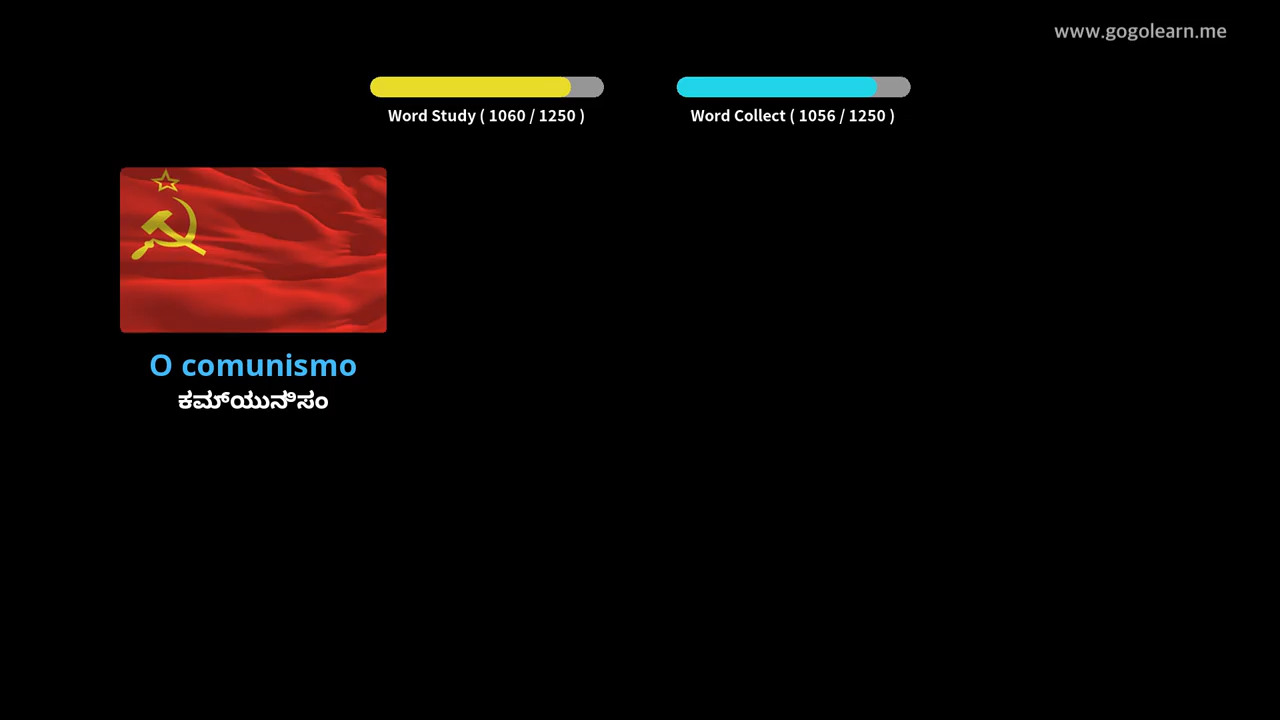 www.gogolearn.me
Word Study ( 1060 / 1250 )
Word Collect ( 1056 / 1250 )
O comunismo
ಕಮ್ಯುನಿಸಂ